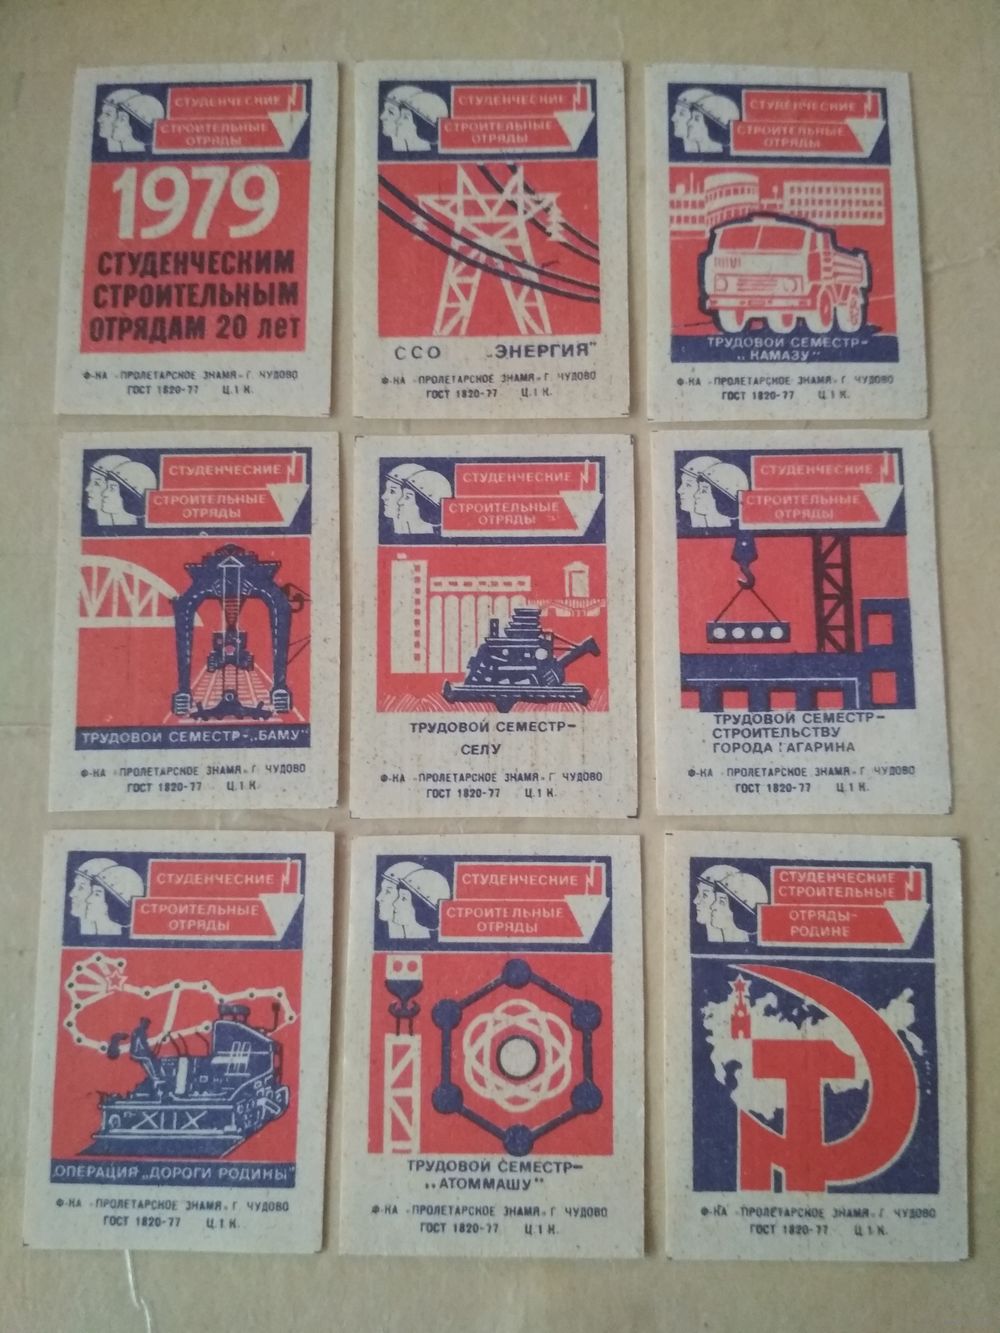 СТУДЕНЧЕСКИЕ
СТРОИТЕЛЬНЫЕ
ОТРЯДЫ
1979
СТУДЕНЧЕСКИМ
СТРОИТЕЛЬНЫМ
ОТРЯДАМ 20 лет
Ф-КА „ПРОЛЕТАРСКОЕ ЗНАМЯ" Г. ЧУДОВО
ГОСТ 1820-77 Ц.1 К.
СТУДЕНЧЕСКИЕ
СТРОИТЕЛЬНЫЕ
ОТРЯДЫ
ССО „ЭНЕРГИЯ"
Ф-КА „ПРОЛЕТАРСКОЕ ЗНАМЯ" Г. ЧУДОВО
ГОСТ 1820-77 Ц.1 К.
СТУДЕНЧЕСКИЕ
СТРОИТЕЛЬНЫЕ
ОТРЯДЫ
ТРУДОВОЙ СЕМЕСТР-
„КАМАЗУ"
Ф-КА „ПРОЛЕТАРСКОЕ ЗНАМЯ" Г. ЧУДОВО
ГОСТ 1820-77 Ц.1 К.
СТУДЕНЧЕСКИЕ
СТРОИТЕЛЬНЫЕ
ОТРЯДЫ
ТРУДОВОЙ СЕМЕСТР-„БАМУ"
Ф-КА „ПРОЛЕТАРСКОЕ ЗНАМЯ" Г. ЧУДОВО
ГОСТ 1820-77 Ц.1 К.
СТУДЕНЧЕСКИЕ
СТРОИТЕЛЬНЫЕ
ОТРЯДЫ
ТРУДОВОЙ СЕМЕСТР-
СЕЛУ
Ф-КА „ПРОЛЕТАРСКОЕ ЗНАМЯ" Г. ЧУДОВО
ГОСТ 1820-77 Ц.1 К.
СТУДЕНЧЕСКИЕ
СТРОИТЕЛЬНЫЕ
ОТРЯДЫ
ТРУДОВОЙ СЕМЕСТР-
СТРОИТЕЛЬСТВУ
ГОРОДА ГАГАРИНА
Ф-КА „ПРОЛЕТАРСКОЕ ЗНАМЯ" Г. ЧУДОВО
ГОСТ 1820-77 Ц.1 К.
СТУДЕНЧЕСКИЕ
СТРОИТЕЛЬНЫЕ
ОТРЯДЫ
ОПЕРАЦИЯ „ДОРОГИ РОДИНЫ"
Ф-КА „ПРОЛЕТАРСКОЕ ЗНАМЯ" Г. ЧУДОВО
ГОСТ 1820-77 Ц.1 К.
СТУДЕНЧЕСКИЕ
СТРОИТЕЛЬНЫЕ
ОТРЯДЫ
ТРУДОВОЙ СЕМЕСТР-
„АТОММАШУ"
Ф-КА „ПРОЛЕТАРСКОЕ ЗНАМЯ" Г. ЧУДОВО
ГОСТ 1820-77 Ц.1 К.
СТУДЕНЧЕСКИЕ
СТРОИТЕЛЬНЫЕ
ОТРЯДЫ-
РОДИНЕ
Ф-КА „ПРОЛЕТАРСКОЕ ЗНАМЯ" Г. ЧУДОВО
ГОСТ 1820-77 Ц.1 К.